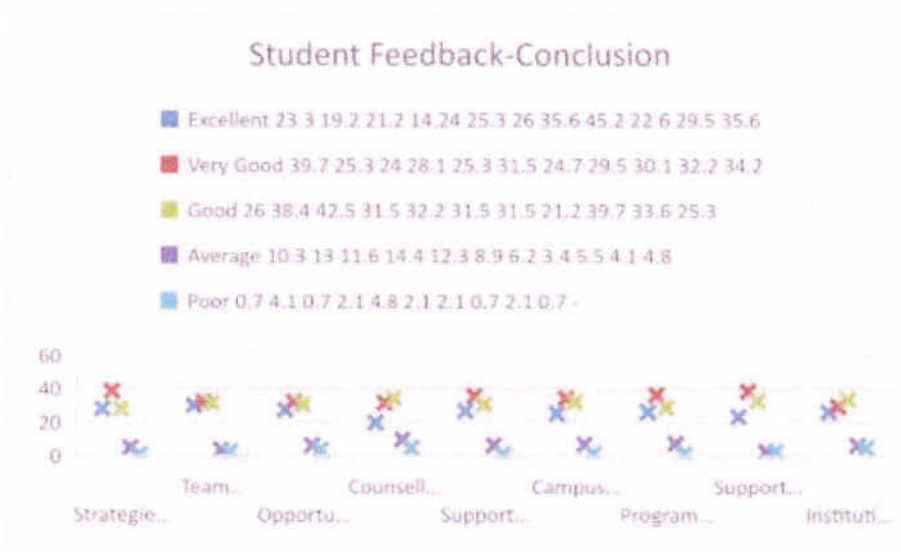 Student Feedback-Conclusion
Excellent 23.3 19.2 21.2 14.24 25.3 26 35.6 45.2 22.6 29.5 35.6
Very Good 39.7 25.3 24 28.1 25.3 31.5 24.7 29.5 30.1 32.2 34.2
Good 26 38.4 42.5 31.5 32.2 31.5 31.5 21.2 39.7 33.6 25.3
Average 10.3 13 11.6 14.4 12.3 8.9 6.2 3.4 5.5 4.1 4.8
Poor 0.7 4.1 0.7 2.1 4.8 2.1 2.1 0.7 2.1 0.7 -
60
40
20
0
Team... Counsell... Campus... Support...
Strategie... Opportu... Support... Program... Instituti...